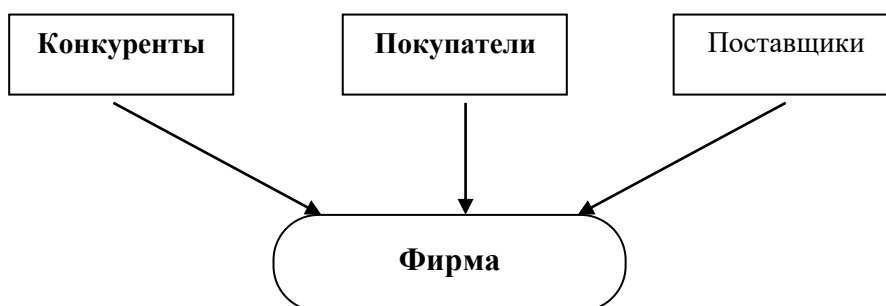 Конкуренты
Покупатели
Поставщики
Фирма